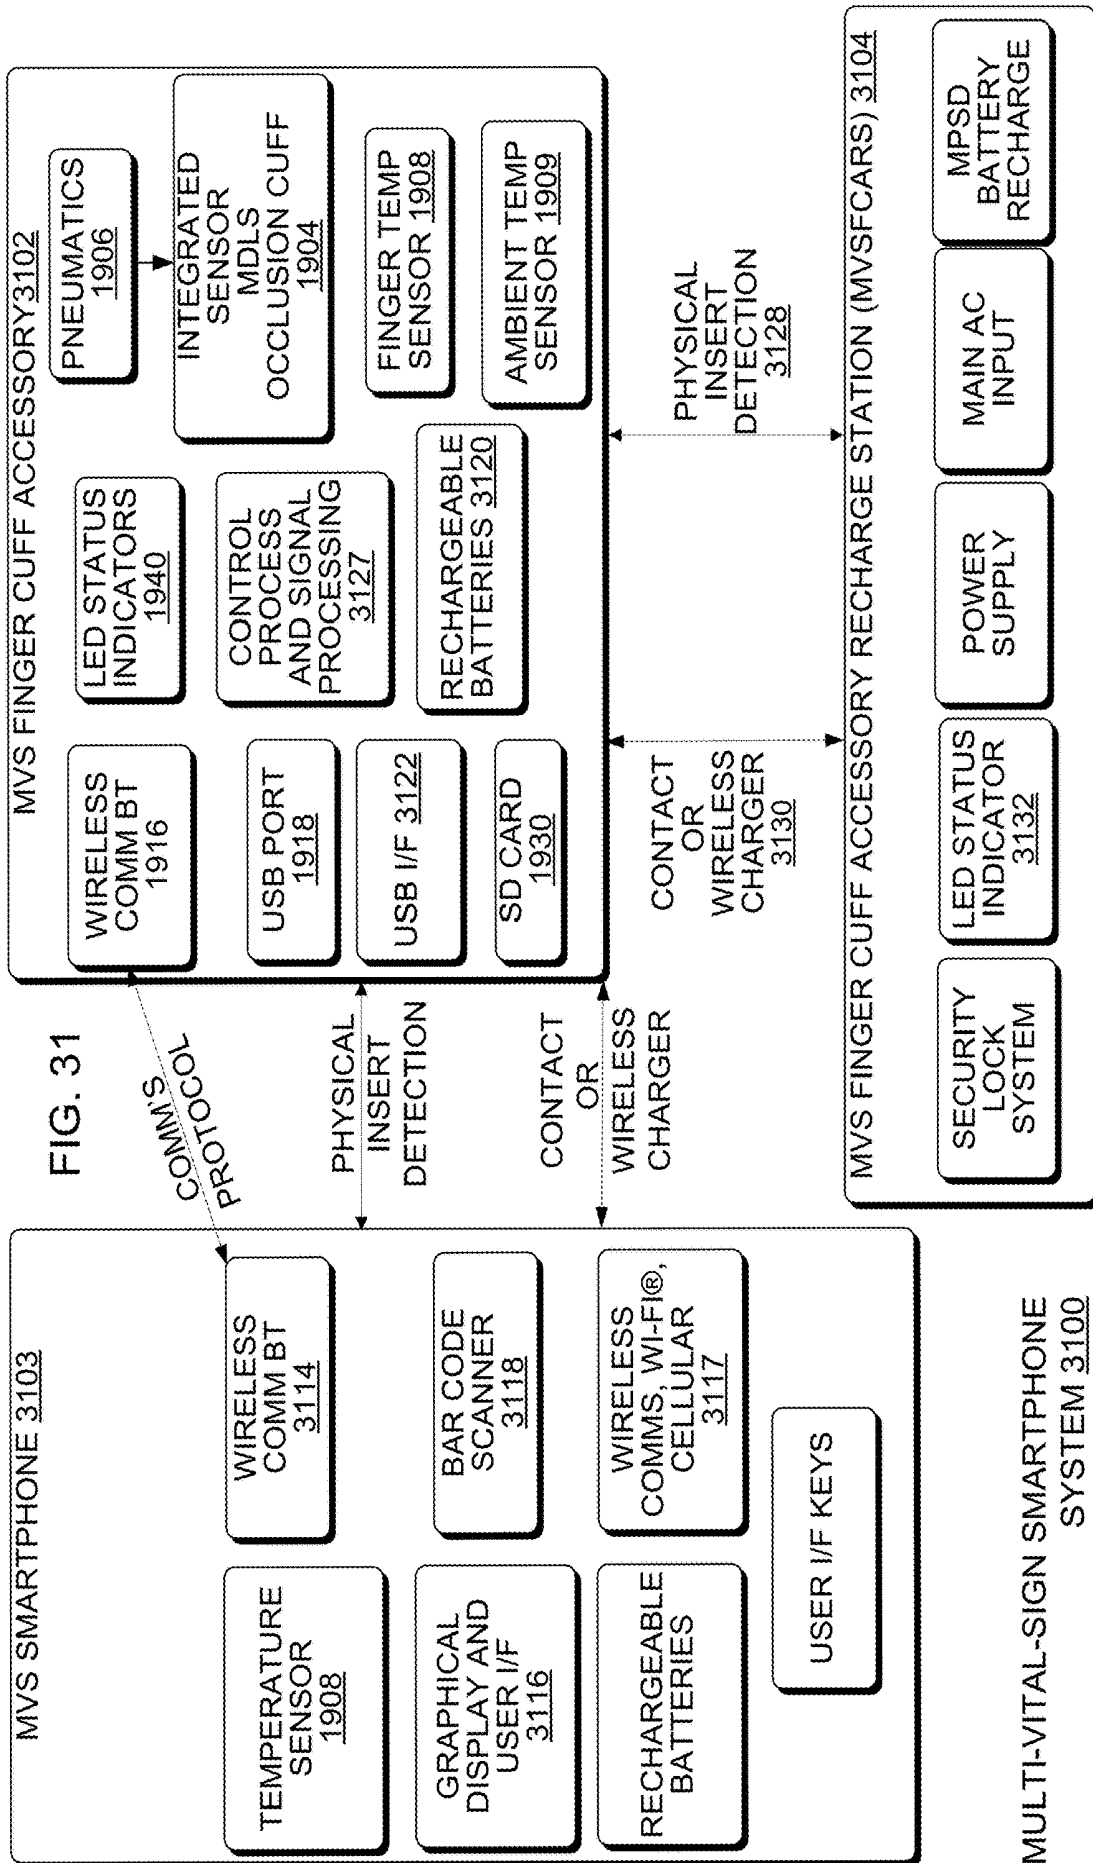 FIG. 31
MVS SMARTPHONE 3103
TEMPERATURE
SENSOR
1908
WIRELESS
COMM BT
3114
GRAPHICAL
DISPLAY AND
USER I/F
3116
BAR CODE
SCANNER
3118
RECHARGEABLE
BATTERIES
WIRELESS
COMMS, WI-FI®,
CELLULAR
3117
USER I/F KEYS
COMM'S
PROTOCOL
PHYSICAL
INSERT
DETECTION
CONTACT
OR
WIRELESS
CHARGER
MVS FINGER CUFF ACCESSORY3102
WIRELESS
COMM BT
1916
LED STATUS
INDICATORS
1940
PNEUMATICS
1906
USB PORT
1918
CONTROL
PROCESS
AND SIGNAL
PROCESSING
3127
INTEGRATED
SENSOR
MDLS
OCCLUSION CUFF
1904
USB I/F 3122
FINGER TEMP
SENSOR 1908
SD CARD
1930
RECHARGEABLE
BATTERIES 3120
AMBIENT TEMP
SENSOR 1909
CONTACT
OR
WIRELESS
CHARGER
3130
PHYSICAL
INSERT
DETECTION
3128
MVS FINGER CUFF ACCESSORY RECHARGE STATION (MVSFCARS) 3104
SECURITY
LOCK
SYSTEM
LED STATUS
INDICATOR
3132
POWER
SUPPLY
MAIN AC
INPUT
MPSD
BATTERY
RECHARGE
MULTI-VITAL-SIGN SMARTPHONE
SYSTEM 3100